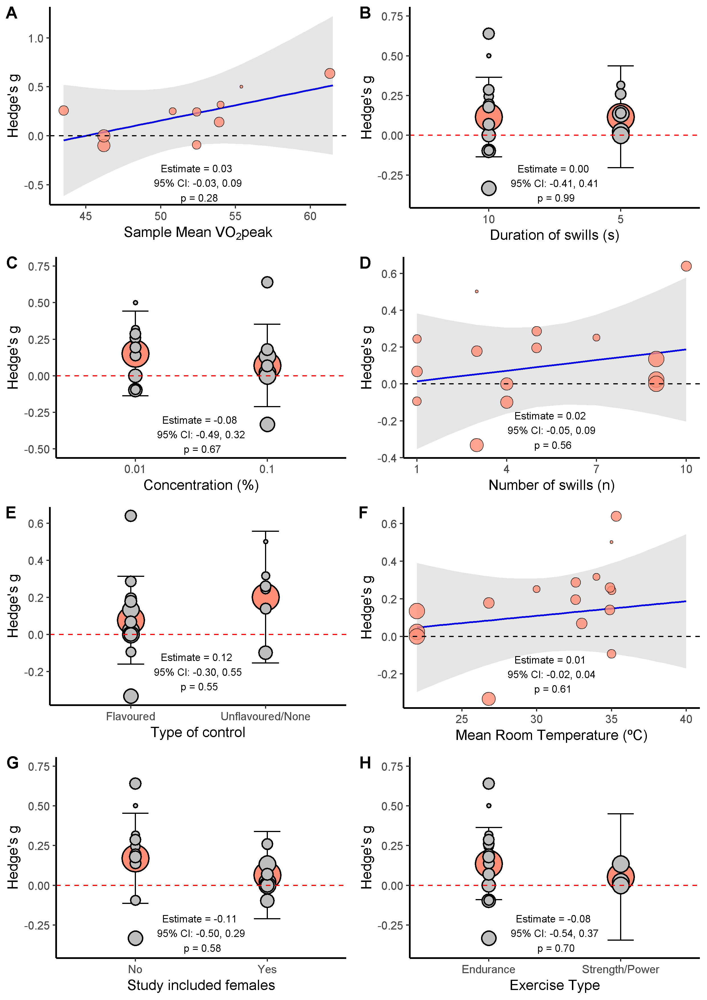 A
Hedge's g
1.0
0.5
0.0
-0.5
Estimate = 0.03
95% CI: -0.03, 0.09
p = 0.28
45 50 55 60
Sample Mean VO₂peak
B
Hedge's g
0.75
0.50
0.25
0.00
-0.25
Estimate = 0.00
95% CI: -0.41, 0.41
p = 0.99
10 5
Duration of swills (s)
C
Hedge's g
0.75
0.50
0.25
0.00
-0.25
-0.50
Estimate = -0.08
95% CI: -0.49, 0.32
p = 0.67
0.01 0.1
Concentration (%)
D
Hedge's g
0.6
0.4
0.2
0.0
-0.2
-0.4
Estimate = 0.02
95% CI: -0.05, 0.09
p = 0.56
1 4 7 10
Number of swills (n)
E
Hedge's g
0.6
0.4
0.2
0.0
-0.2
Estimate = 0.12
95% CI: -0.30, 0.55
p = 0.55
Flavoured Unflavoured/None
Type of control
F
Hedge's g
0.6
0.4
0.2
0.0
-0.2
Estimate = 0.01
95% CI: -0.02, 0.04
p = 0.61
25 30 35 40
Mean Room Temperature (ºC)
G
Hedge's g
0.75
0.50
0.25
0.00
-0.25
Estimate = -0.11
95% CI: -0.50, 0.29
p = 0.58
No Yes
Study included females
H
Hedge's g
0.75
0.50
0.25
0.00
-0.25
Estimate = -0.08
95% CI: -0.54, 0.37
p = 0.70
Endurance Strength/Power
Exercise Type